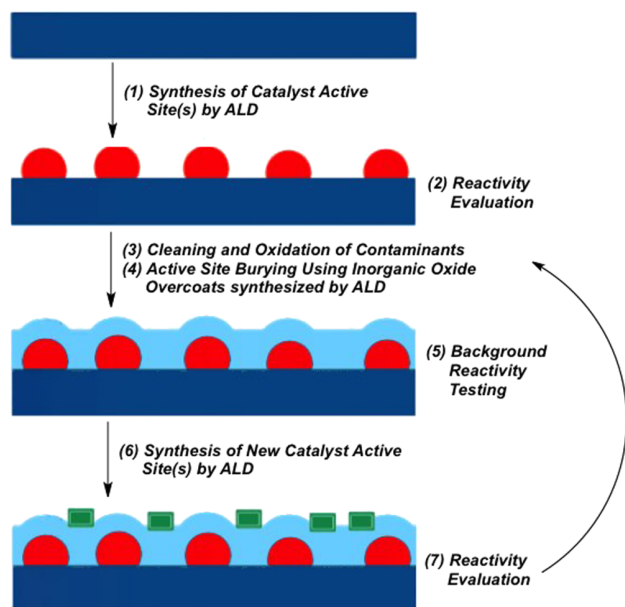 (1) Synthesis of Catalyst Active
Site(s) by ALD
(2) Reactivity
Evaluation
(3) Cleaning and Oxidation of Contaminants
(4) Active Site Burying Using Inorganic Oxide
Overcoats synthesized by ALD
(5) Background
Reactivity
Testing
(6) Synthesis of New Catalyst Active
Site(s) by ALD
(7) Reactivity
Evaluation